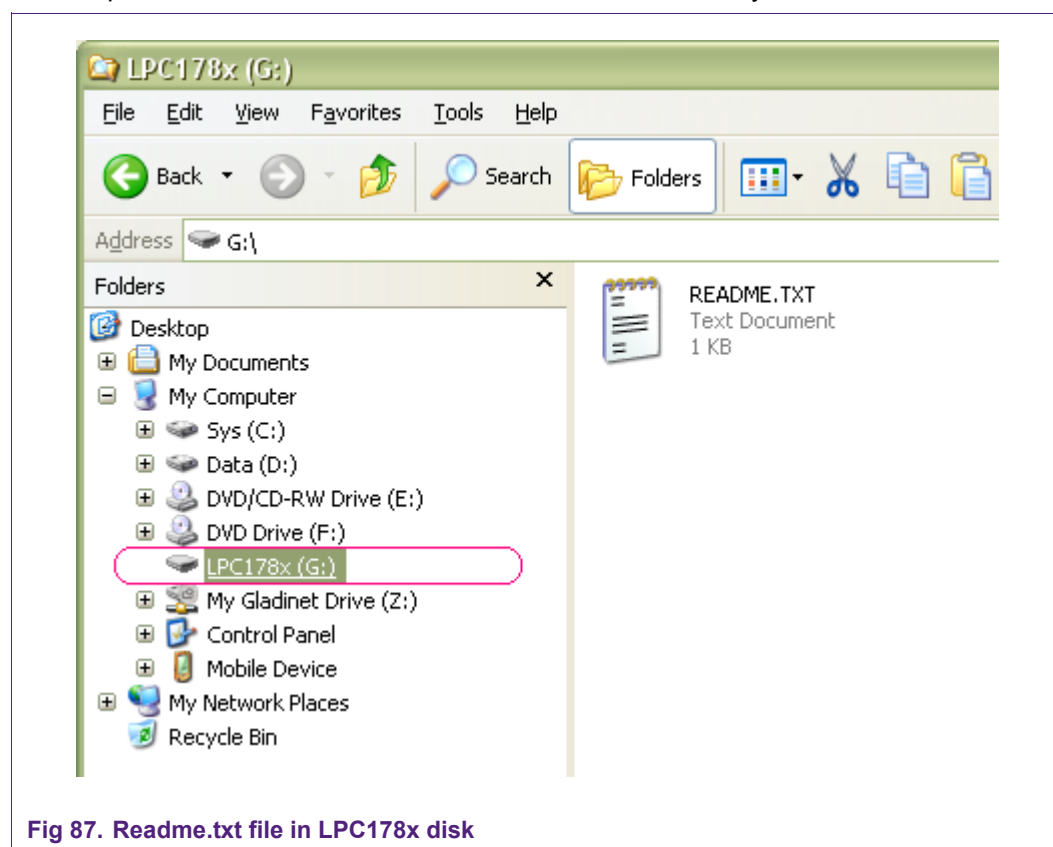 LPC178x (G:)
File Edit View Favorites Tools Help
Back Search Folders
Address G:\
Folders
Desktop
My Documents
My Computer
Sys (C:)
Data (D:)
DVD/CD-RW Drive (E:)
DVD Drive (F:)
LPC178x (G:)
My Gladinet Drive (Z:)
Control Panel
Mobile Device
My Network Places
Recycle Bin
README.TXT
Text Document
1 KB
Fig 87. Readme.txt file in LPC178x disk